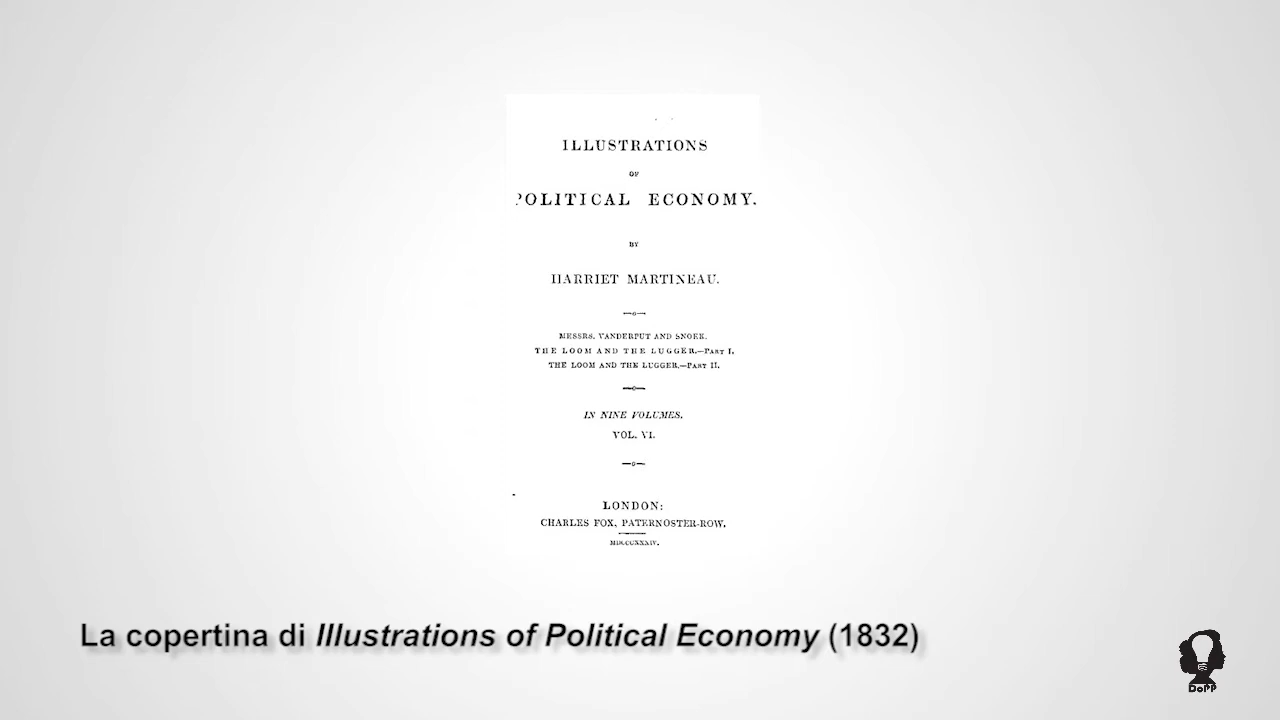 ILLUSTRATIONS
OF
POLITICAL ECONOMY.
BY
HARRIET MARTINEAU.
MESSRS. VANDERPUT AND SNOEK.
THE LOOM AND THE LUGGER.—PART I.
THE LOOM AND THE LUGGER.—PART II.
IN NINE VOLUMES.
VOL. VI.
LONDON:
CHARLES FOX, PATERNOSTER-ROW.
MDCCCXXXIV.
La copertina di Illustrations of Political Economy (1832)
DoPP